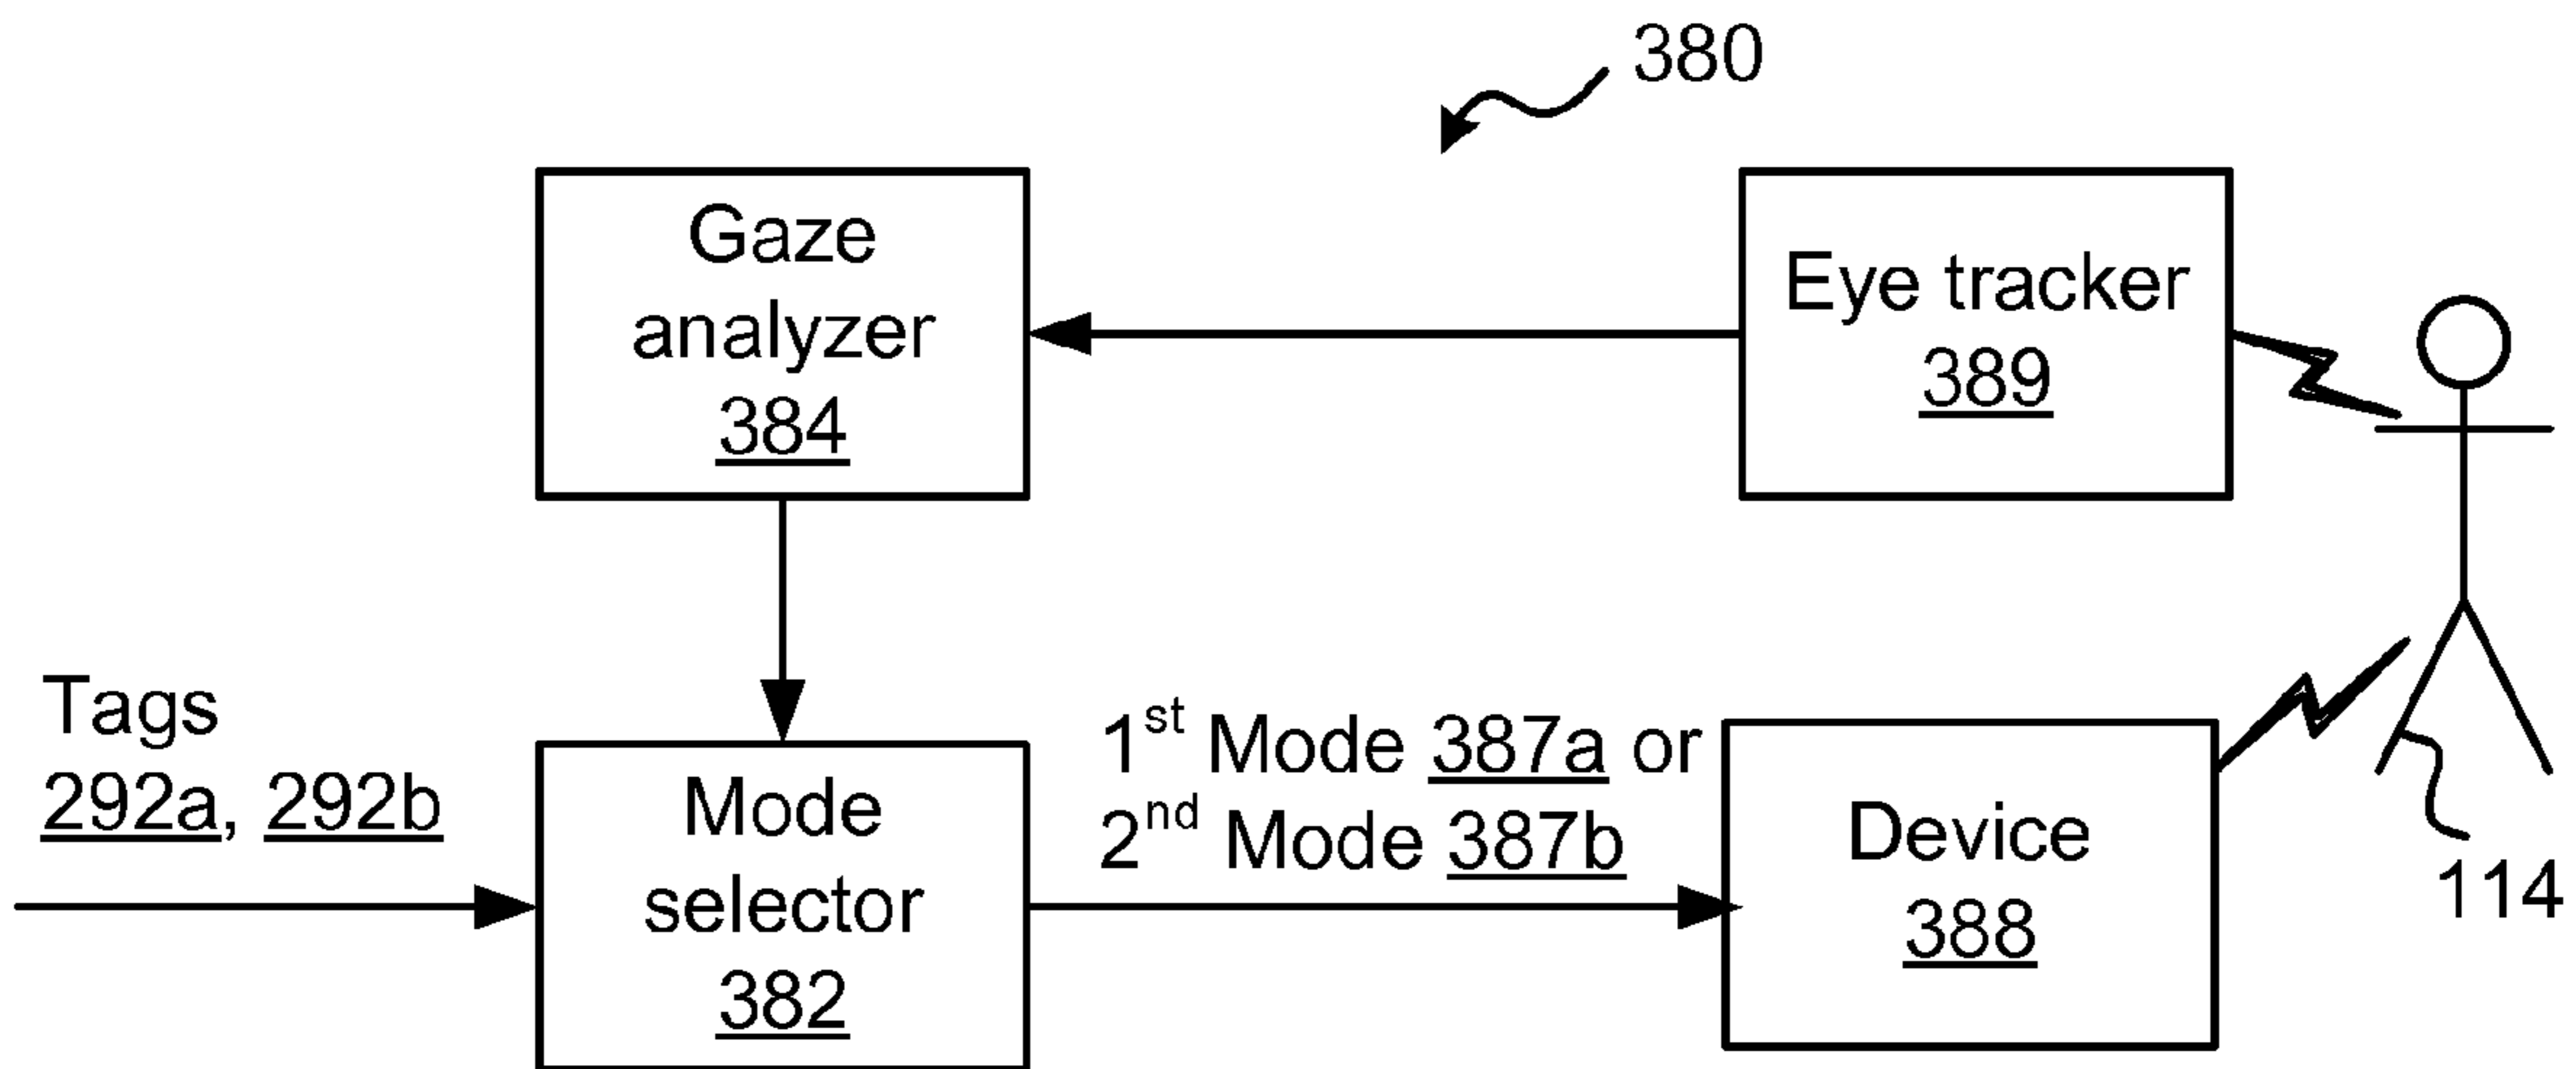 380
Gaze
analyzer
384
Eye tracker
389
Tags
292a, 292b
Mode
selector
382
1st Mode 387a or
2nd Mode 387b
Device
388
114